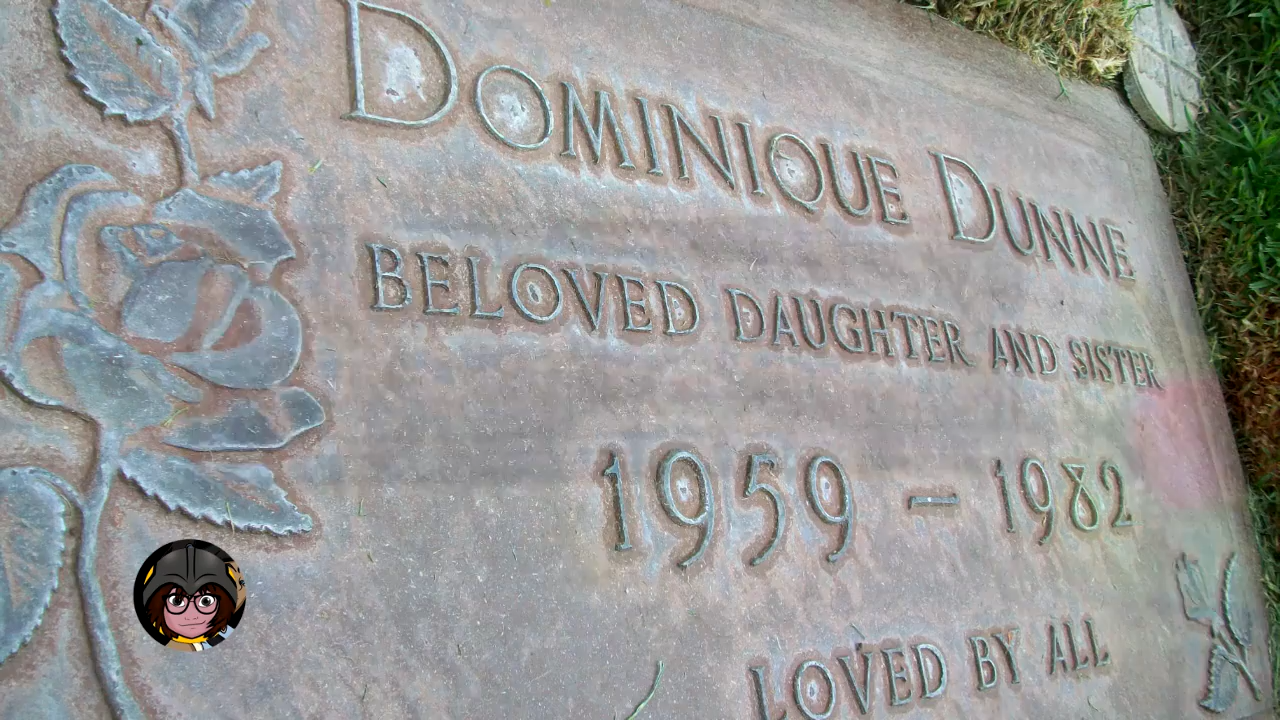 DOMINIQUE DUNNE
BELOVED DAUGHTER AND SISTER
1959 – 1982
LOVED BY ALL